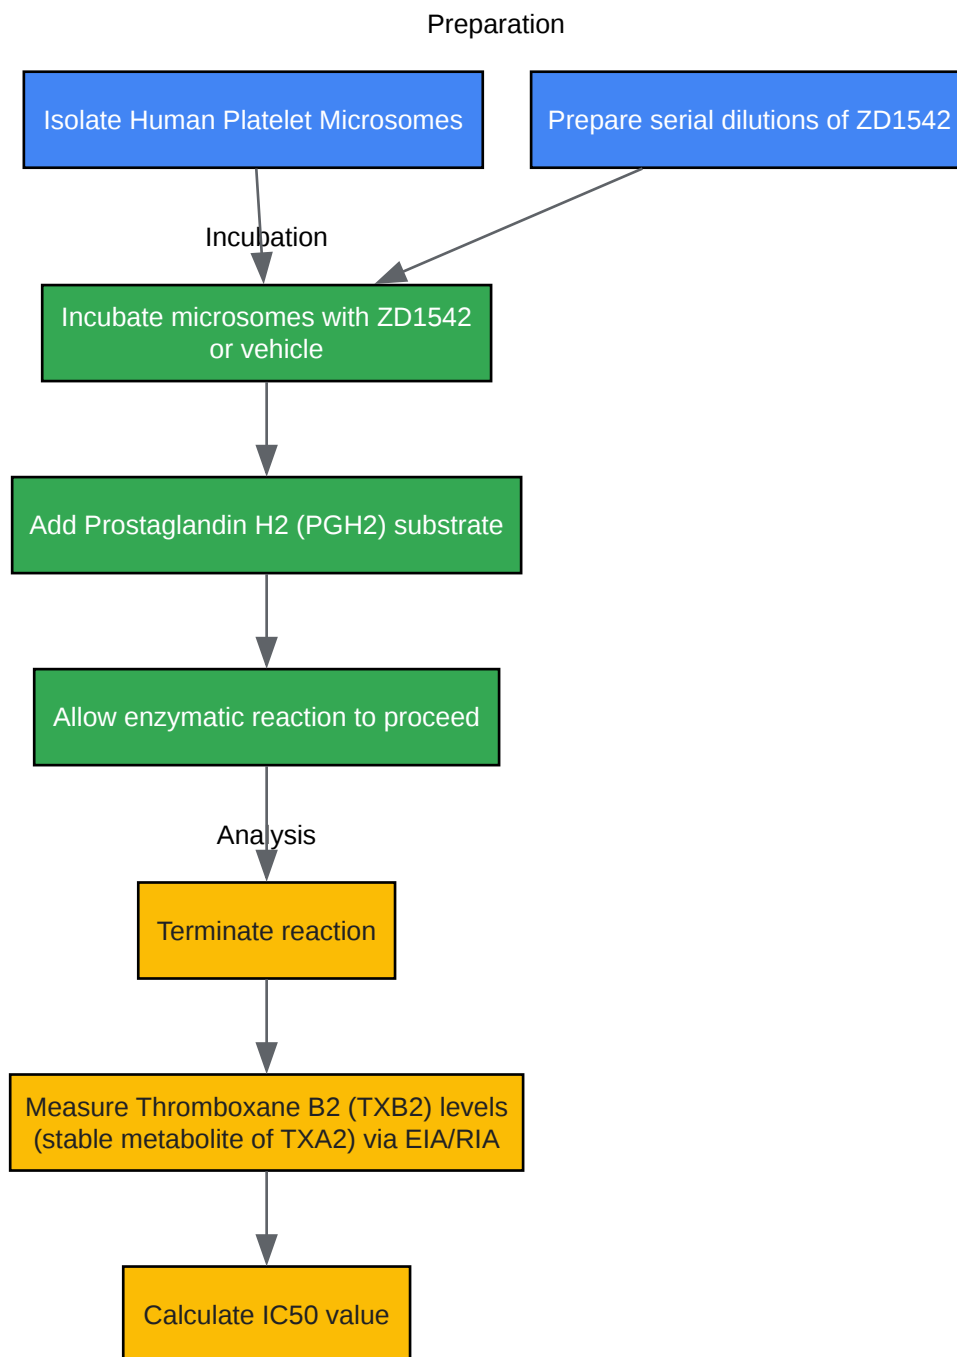 Preparation
Isolate Human Platelet Microsomes
Prepare serial dilutions of ZD1542
Incubation
Incubate microsomes with ZD1542
or vehicle
Add Prostaglandin H2 (PGH2) substrate
Allow enzymatic reaction to proceed
Analysis
Terminate reaction
Measure Thromboxane B2 (TXB2) levels
(stable metabolite of TXA2) via EIA/RIA
Calculate IC50 value